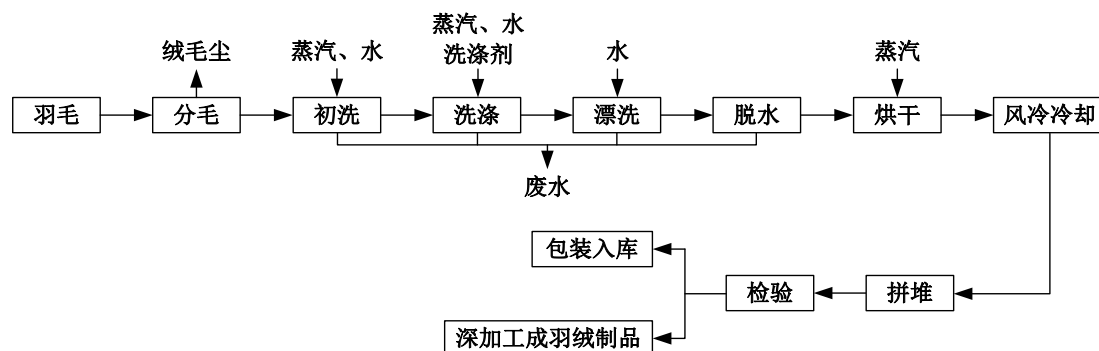 绒毛尘
蒸汽、水
蒸汽、水
洗涤剂
水
蒸汽
羽毛
分毛
初洗
洗涤
漂洗
脱水
烘干
风冷冷却
废水
包装入库
检验
拼堆
深加工成羽绒制品